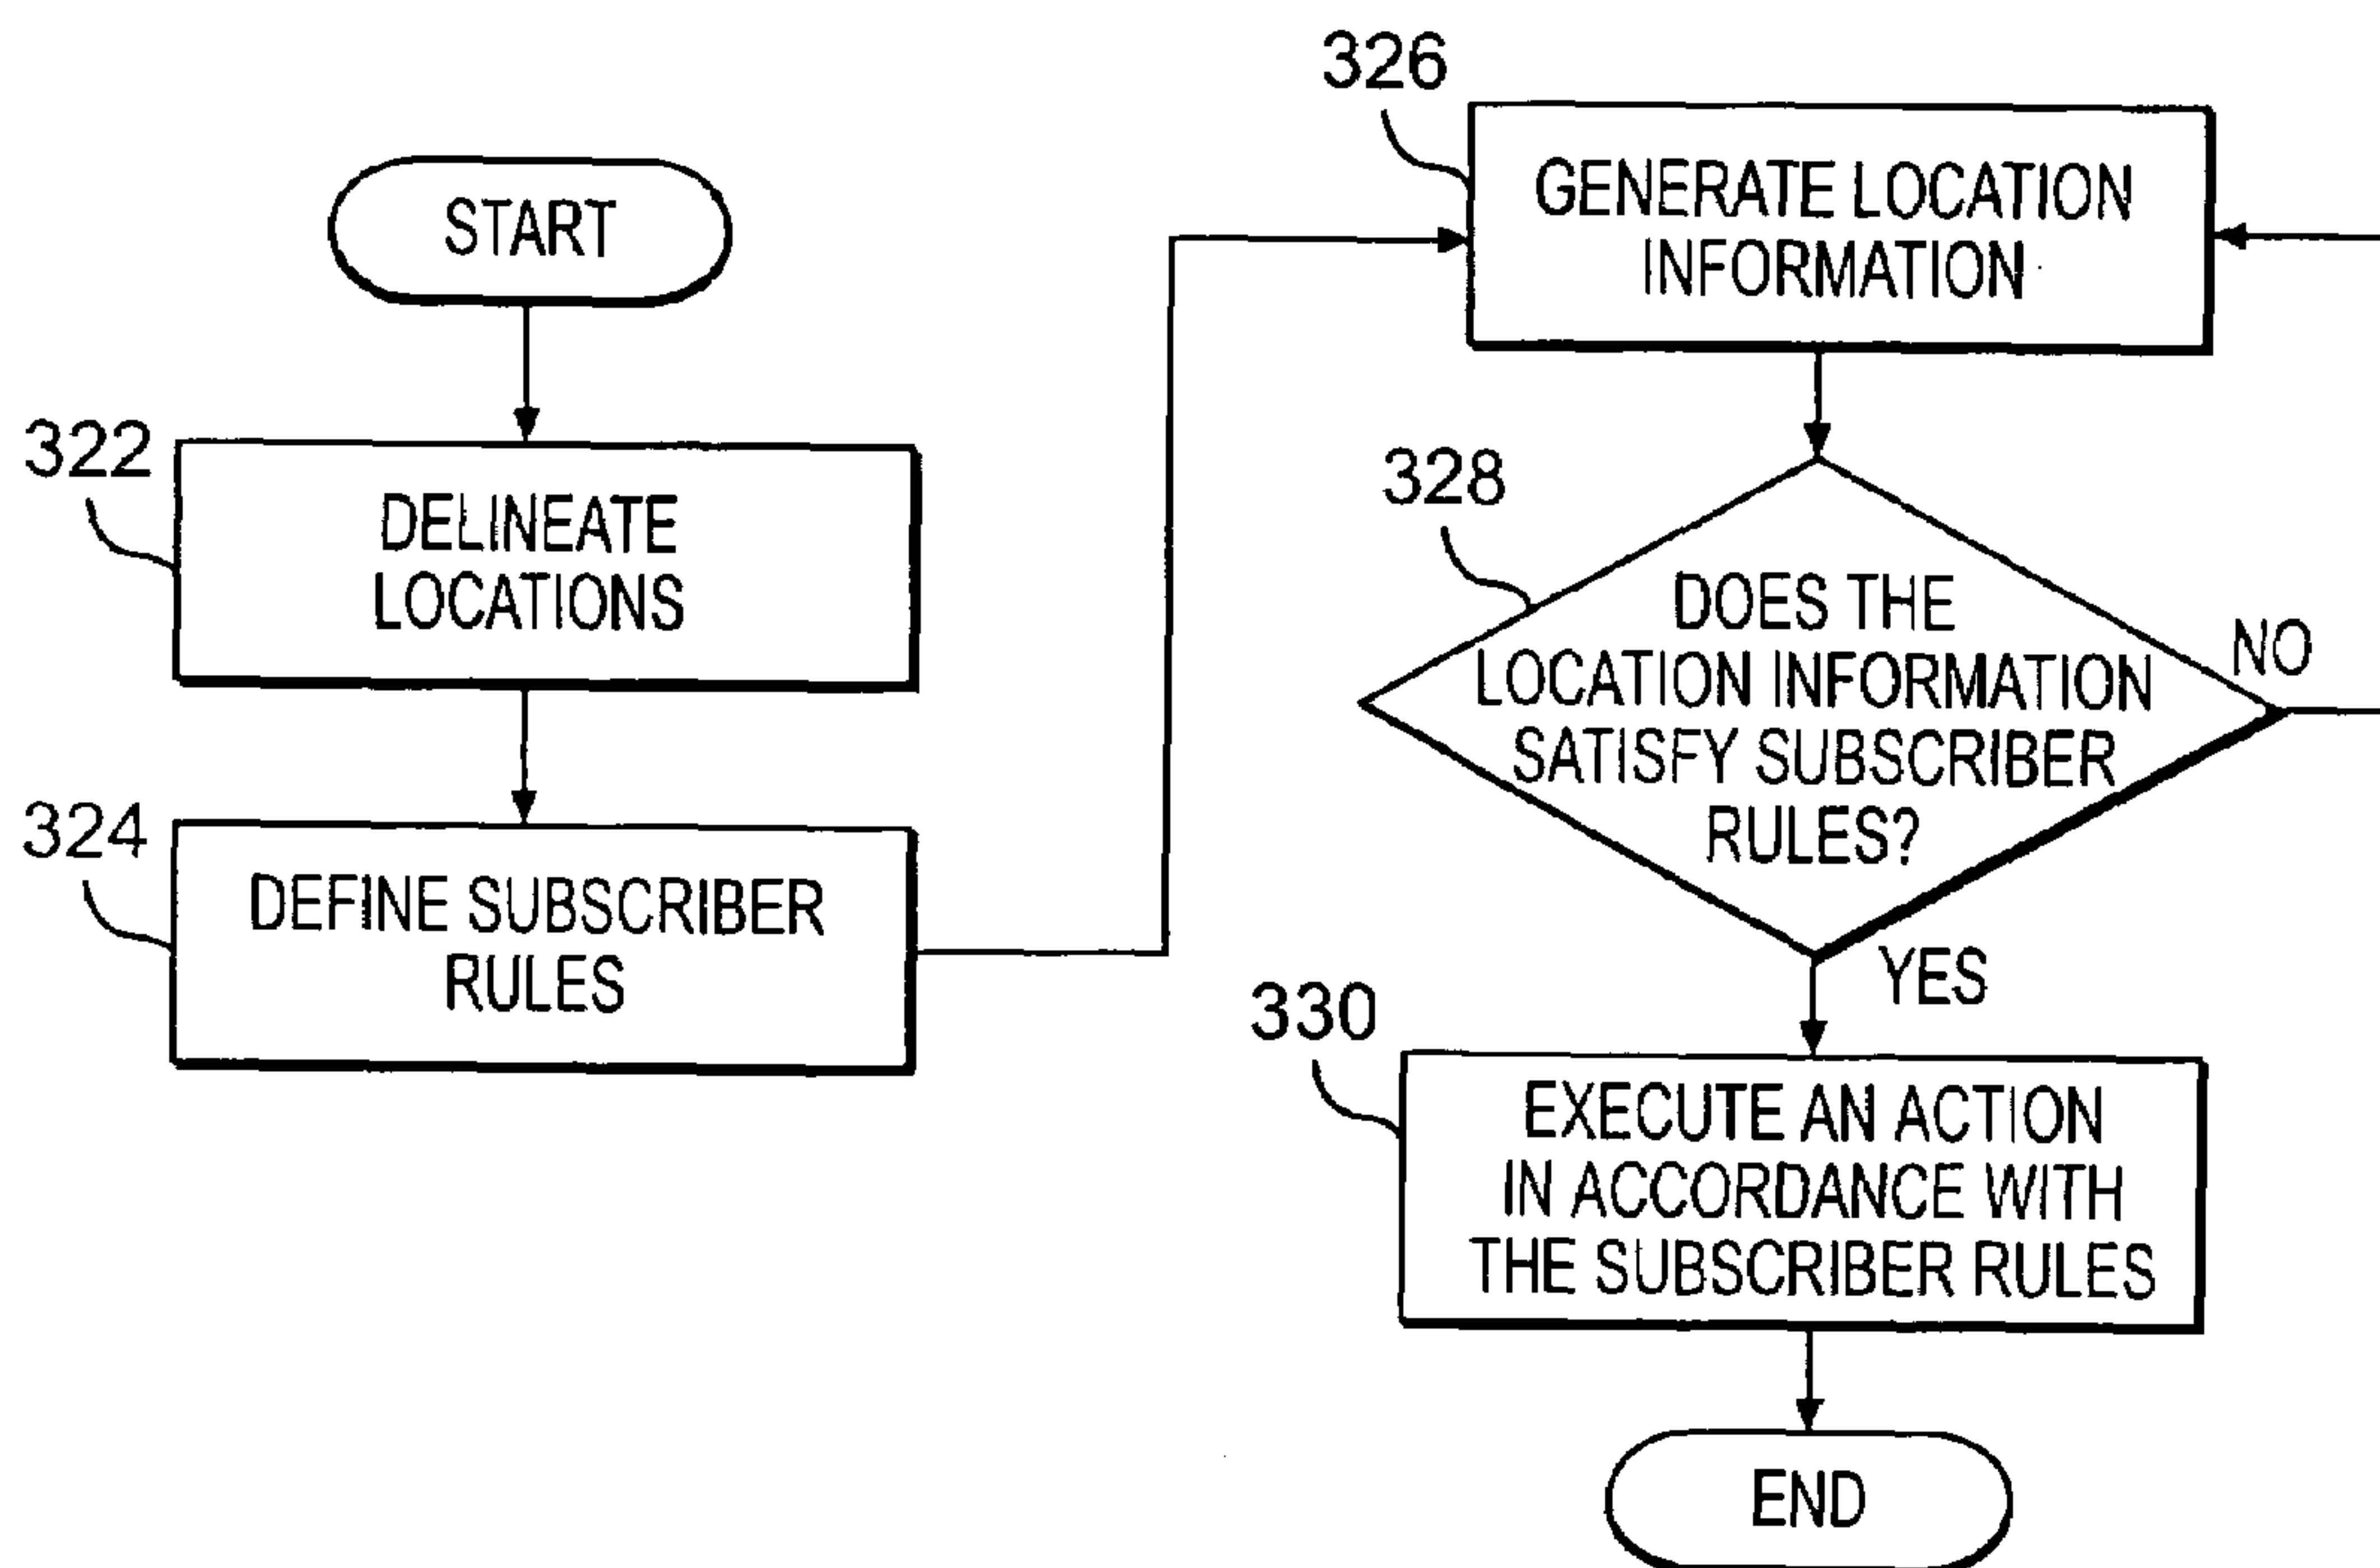 START
322
DELINEATE
LOCATIONS
324
DEFINE SUBSCRIBER
RULES
326
GENERATE LOCATION
INFORMATION
328
DOES THE
LOCATION INFORMATION
SATISFY SUBSCRIBER
RULES?
NO
YES
330
EXECUTE AN ACTION
IN ACCORDANCE WITH
THE SUBSCRIBER RULES
END